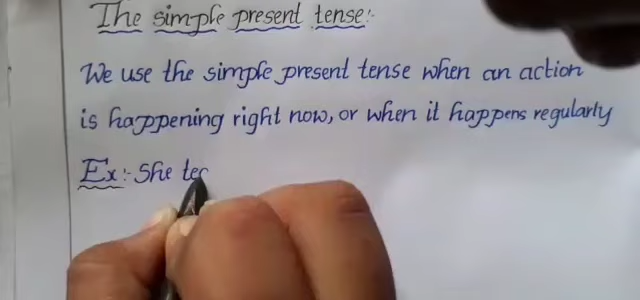 The simple present tense:-
We use the simple present tense when an action
is happening right now, or when it happens regularly
Ex:- She tec